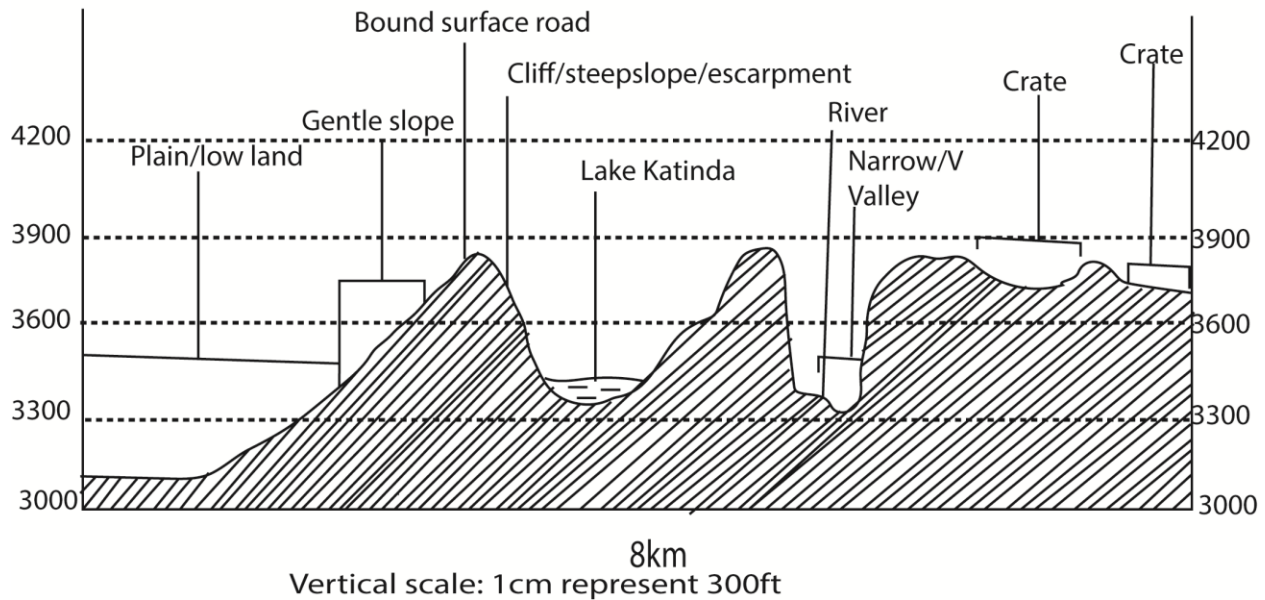 Bound surface road
Crate
Cliff/steepslope/escarpment
Crate
River
Gentle slope
4200
4200
Plain/low land
Lake Katinda
Narrow/V
Valley
3900
3900
3600
3600
3300
3300
3000
3000
8km
Vertical scale: 1cm represent 300ft